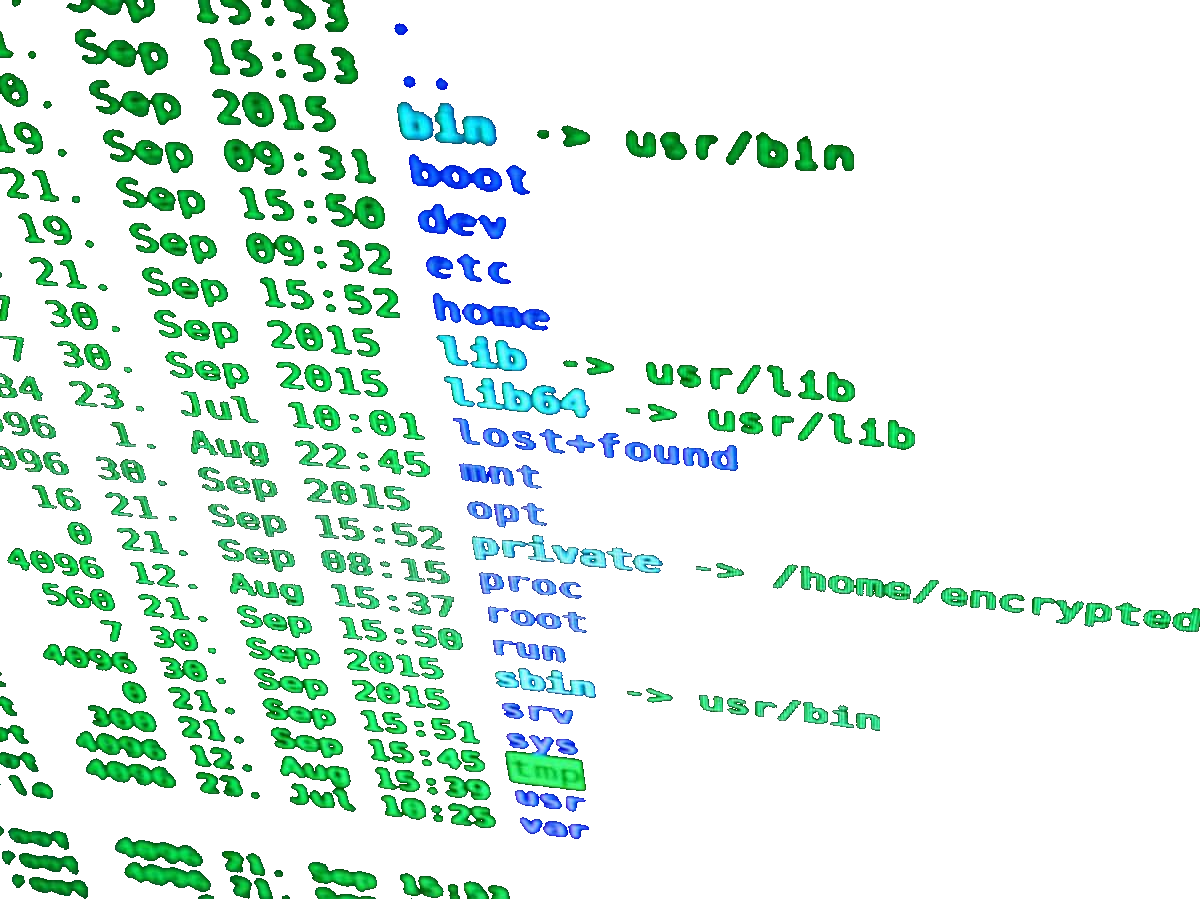 Sep 15:53 .
1. Sep 15:53 ..
0. Sep 2015 bin -> usr/bin
19. Sep 09:31 boot
21. Sep 15:50 dev
19. Sep 09:32 etc
21. Sep 15:52 home
7 30. Sep 2015 lib -> usr/lib
7 30. Sep 2015 lib64 -> usr/lib
84 23. Jul 10:01 lost+found
096 1. Aug 22:45 mnt
096 30. Sep 2015 opt
16 21. Sep 15:52 private -> /home/encrypted
0 21. Sep 08:15 proc
4096 12. Aug 15:37 root
560 21. Sep 15:50 run
7 30. Sep 2015 sbin -> usr/bin
4096 30. Sep 2015 srv
0 21. Sep 15:51 sys
300 21. Sep 15:45 tmp
4096 12. Aug 15:39 usr
4096 23. Jul 10:25 var